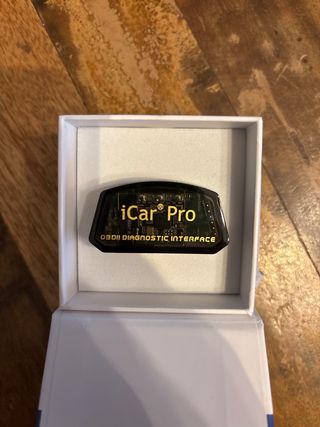 iCar® Pro
OBDII DIAGNOSTIC INTERFACE